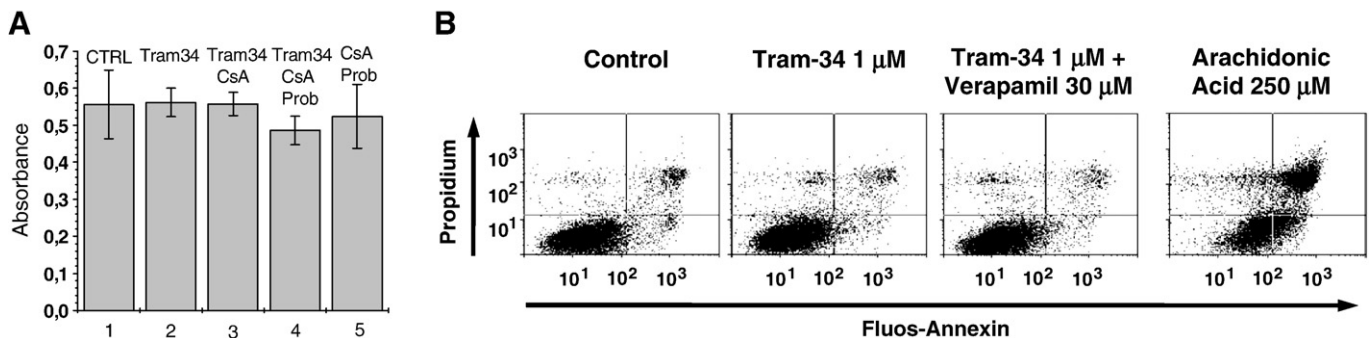 A
0,7
0,6
0,5
0,4
0,3
0,2
0,1
0,0
Absorbance
CTRL
Tram34
Tram34
CsA
Tram34
CsA
Prob
CsA
Prob
1 2 3 4 5
B
Control
Tram-34 1 µM
Tram-34 1 µM +
Verapamil 30 µM
Arachidonic
Acid 250 µM
Propidium
10³
10²
10¹
10¹ 10² 10³
10¹ 10² 10³
10¹ 10² 10³
10³
10²
10¹
10¹ 10² 10³
Fluos-Annexin